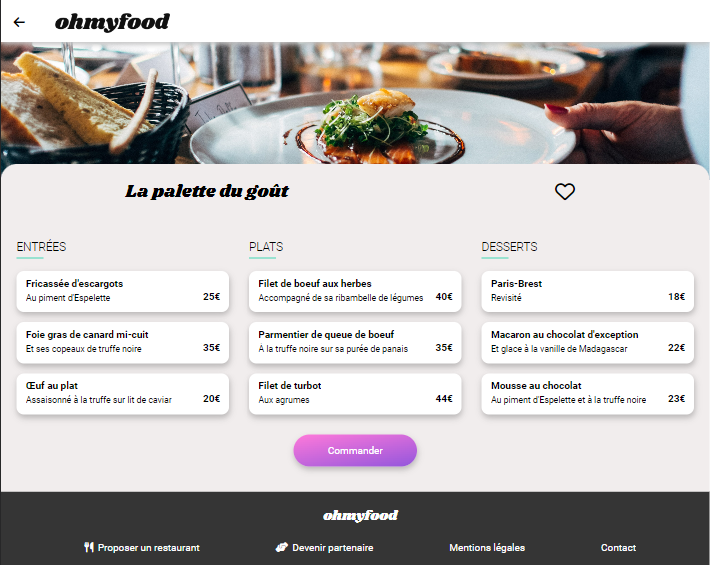 ohmyfood
La palette du goût
ENTRÉES
Fricassée d'escargots
Au piment d'Espelette 25€
Foie gras de canard mi-cuit
Et ses copeaux de truffe noire 35€
Œuf au plat
Assaisonné à la truffe sur lit de caviar 20€
PLATS
Filet de boeuf aux herbes
Accompagné de sa ribambelle de légumes 40€
Parmentier de queue de boeuf
A la truffe noire sur sa purée de panais 35€
Filet de turbot
Aux agrumes 44€
DESSERTS
Paris-Brest
Revisité 18€
Macaron au chocolat d'exception
Et glace à la vanille de Madagascar 22€
Mousse au chocolat
Au piment d'Espelette et à la truffe noire 23€
Commander
ohmyfood
Proposer un restaurant Devenir partenaire Mentions légales Contact